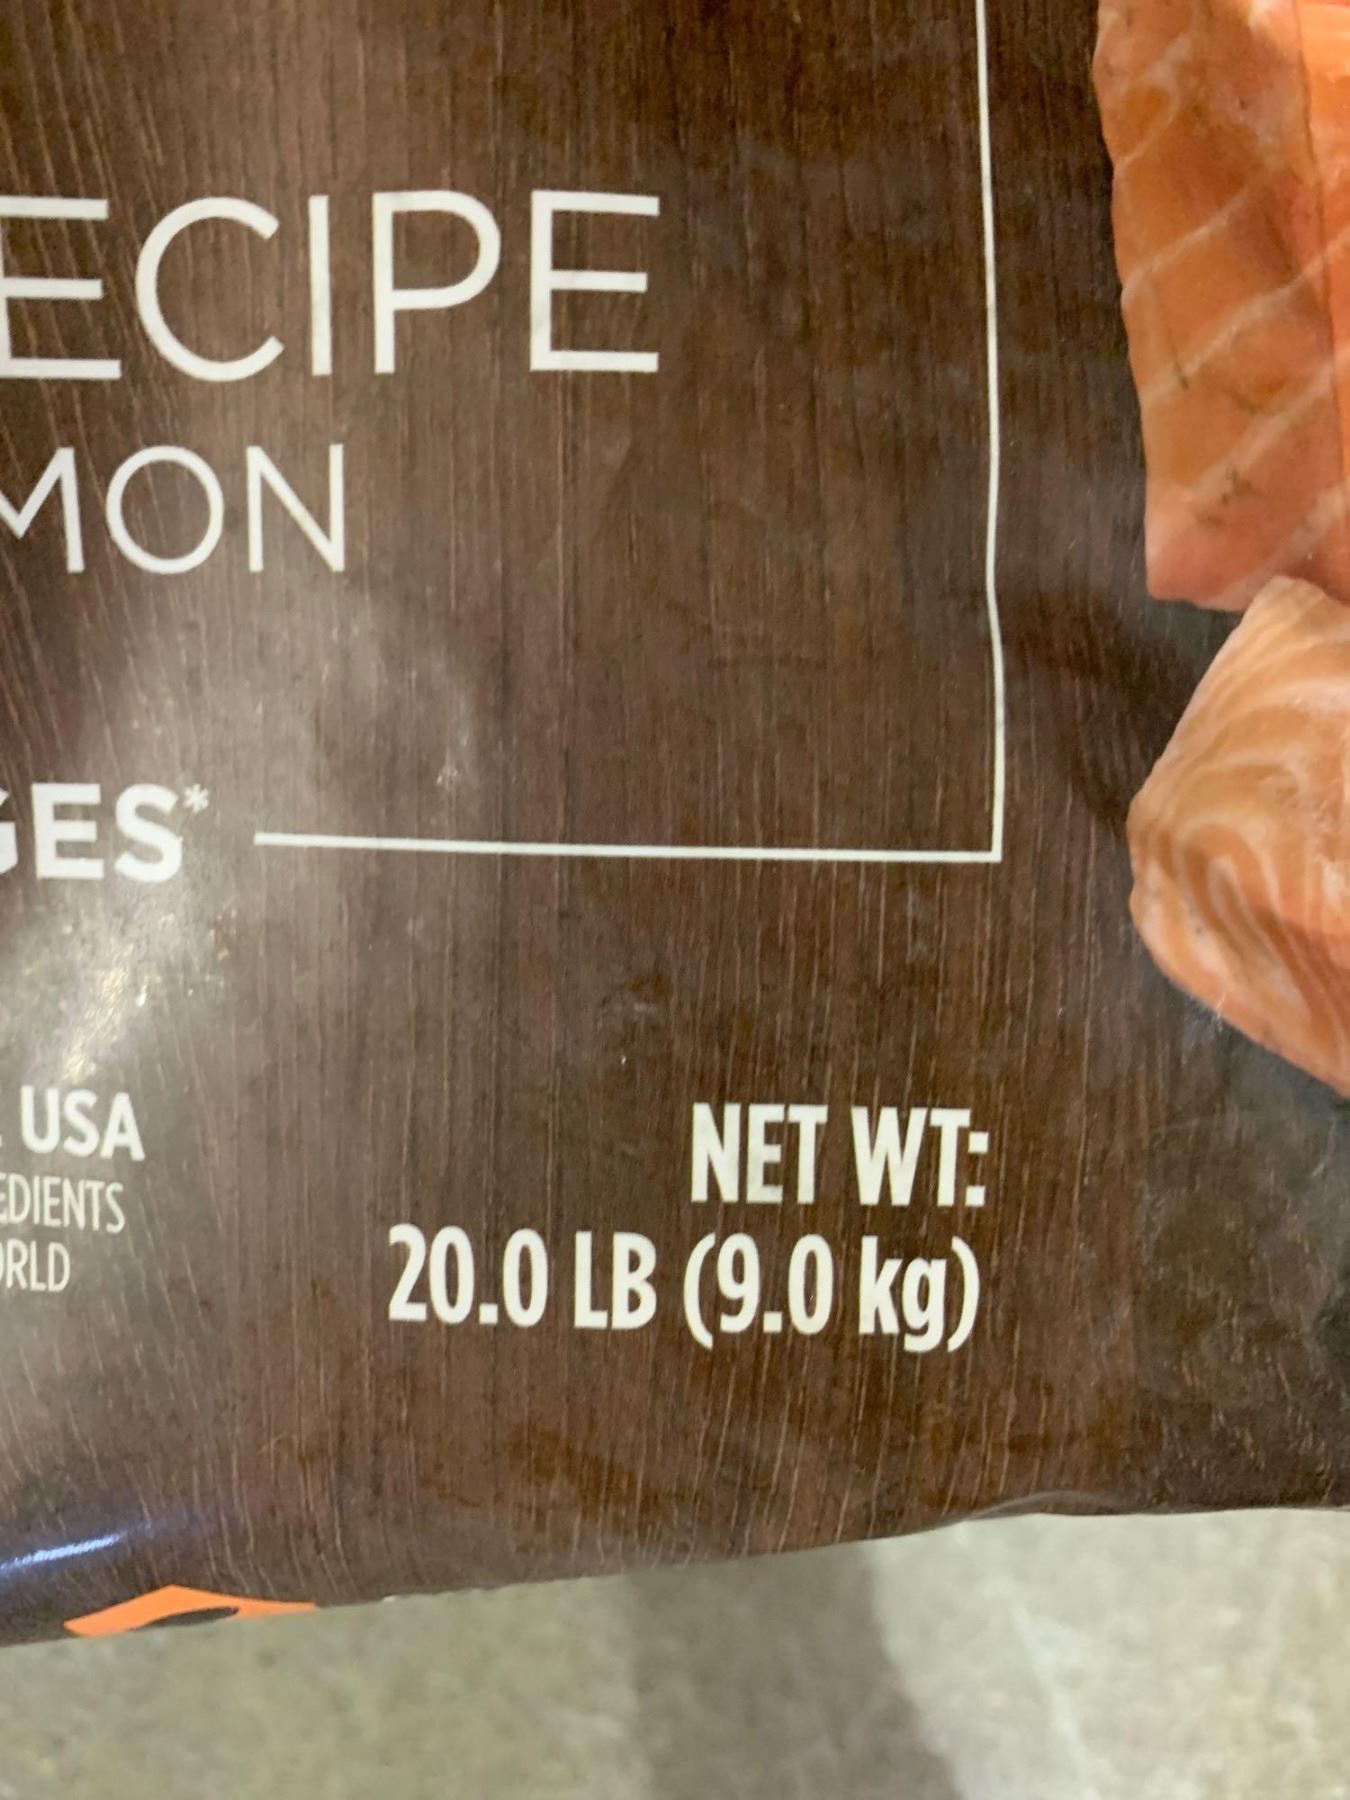 ECIPE
MON
GES*
USA
EDIENTS
ORLD
NET WT:
20.0 LB (9.0 kg)